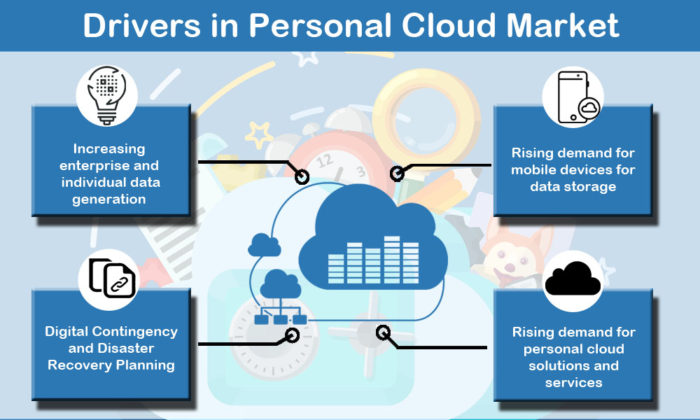 Drivers in Personal Cloud Market
Increasing
enterprise and
individual data
generation
Rising demand for
mobile devices for
data storage
Digital Contingency
and Disaster
Recovery Planning
Rising demand for
personal cloud
solutions and
services